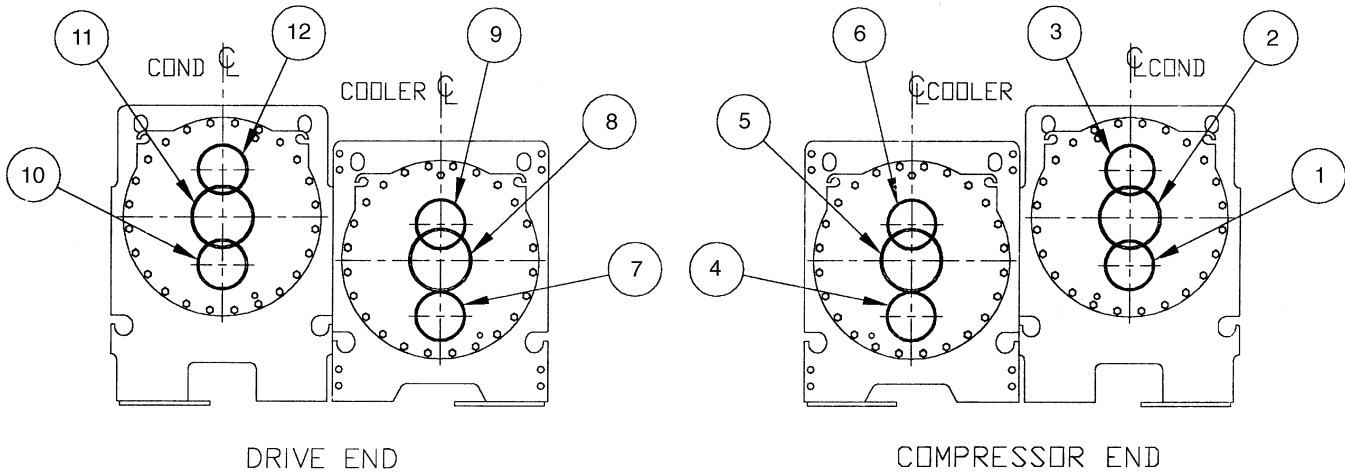 11
12
9
6
3
2
COND ℄
COOLER ℄
℄ COOLER
℄ COND
8
5
10
1
7
4
DRIVE END
COMPRESSOR END